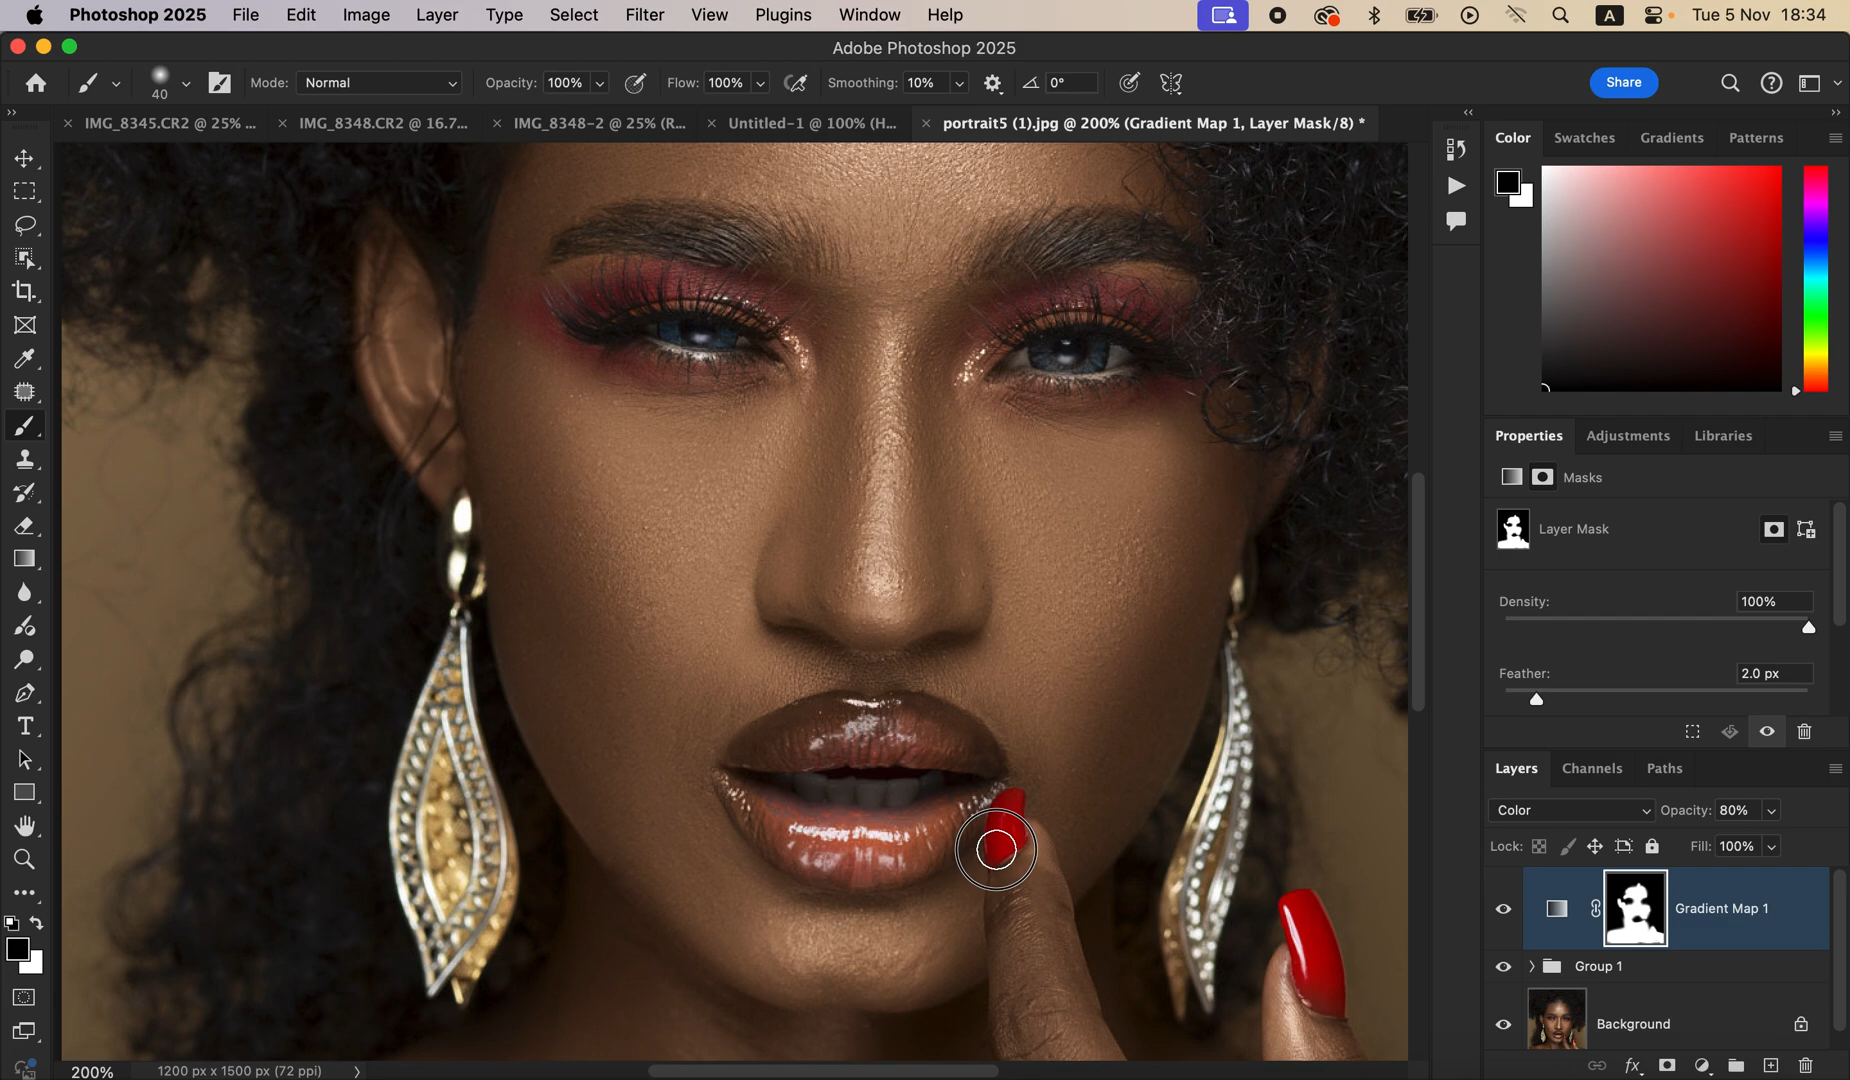 Photoshop 2025 File Edit Image Layer Type Select Filter View Plugins Window Help A Tue 5 Nov 18:34
Adobe Photoshop 2025
40 Mode: Normal Opacity: 100% Flow: 100% Smoothing: 10% 0° Share
IMG_8345.CR2 @ 25% ... IMG_8348.CR2 @ 16.7... IMG_8348-2 @ 25% (R... Untitled-1 @ 100% (H... portrait5 (1).jpg @ 200% (Gradient Map 1, Layer Mask/8) *
Color Swatches Gradients Patterns
Properties Adjustments Libraries
Masks
Layer Mask
Density: 100%
Feather: 2.0 px
Layers Channels Paths
Color Opacity: 80%
Lock: Fill: 100%
Gradient Map 1
Group 1
Background
fx
T
200% 1200 px x 1500 px (72 ppi)